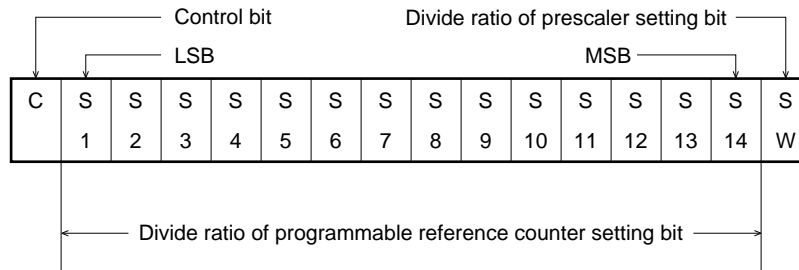 Control bit
Divide ratio of prescaler setting bit
LSB
MSB
C S S S S S S S S S S S S S S S
1 2 3 4 5 6 7 8 9 10 11 12 13 14 W
Divide ratio of programmable reference counter setting bit